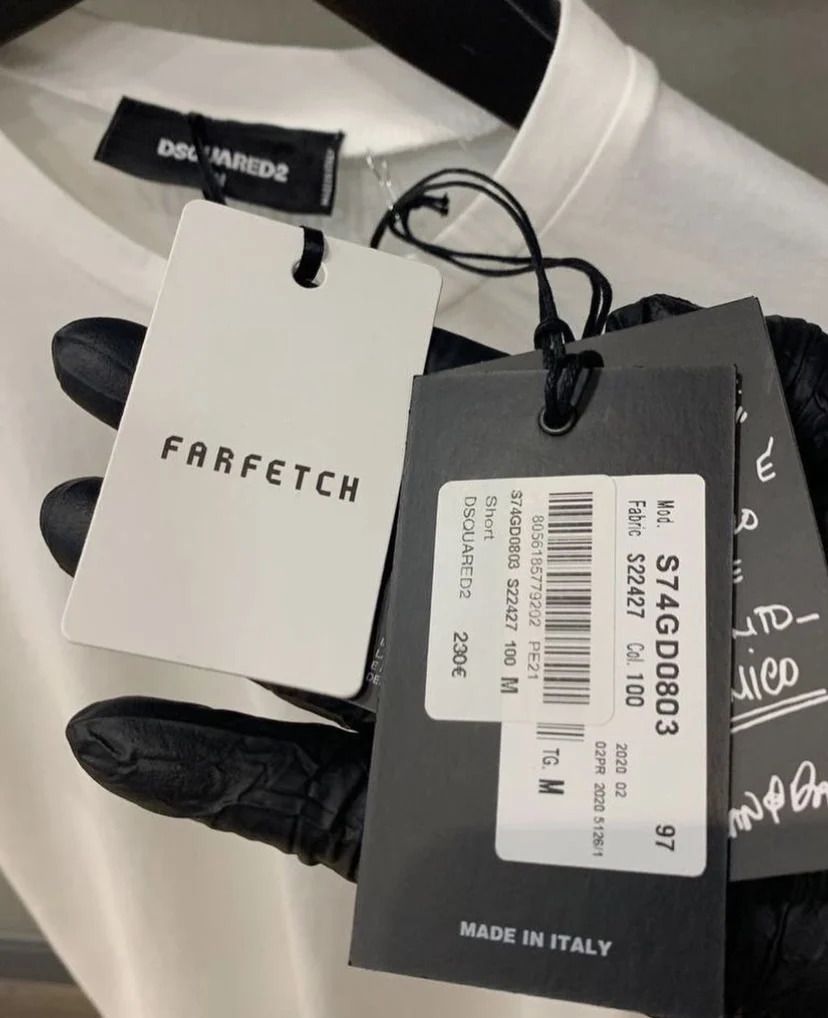 DSQUARED2
FARFETCH
Mod. S74GD0803
Fabric S22427 Col. 100
8056185779202 PE21
S74GD0803 S22427 100 M
Short
DSQUARED2 230€
2020 02 97
02PR 2020 5126/1
TG. M
MADE IN ITALY